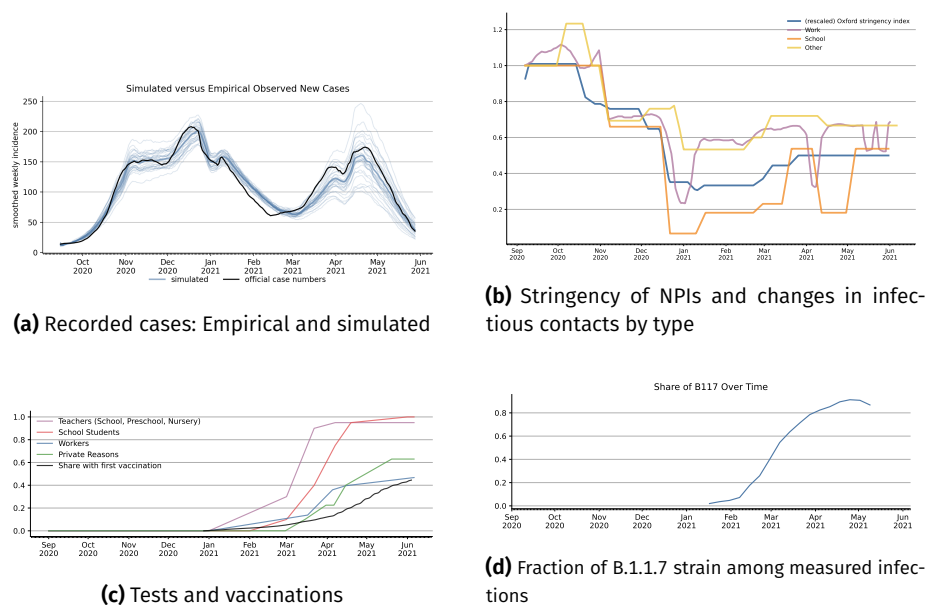 Simulated versus Empirical Observed New Cases
smoothed weekly incidence
250
200
150
100
50
0
Oct 2020
Nov 2020
Dec 2020
Jan 2021
Feb 2021
Mar 2021
Apr 2021
May 2021
Jun 2021
simulated
official case numbers
(a) Recorded cases: Empirical and simulated
(rescaled) Oxford stringency index
Work
School
Other
1.2
1.0
0.8
0.6
0.4
0.2
Sep 2020
Oct 2020
Nov 2020
Dec 2020
Jan 2021
Feb 2021
Mar 2021
Apr 2021
May 2021
Jun 2021
(b) Stringency of NPIs and changes in infec-
tious contacts by type
1.0
0.8
0.6
0.4
0.2
0.0
Teachers (School, Preschool, Nursery)
School Students
Workers
Private Reasons
Share with first vaccination
Sep 2020
Oct 2020
Nov 2020
Dec 2020
Jan 2021
Feb 2021
Mar 2021
Apr 2021
May 2021
Jun 2021
(c) Tests and vaccinations
Share of B117 Over Time
0.8
0.6
0.4
0.2
0.0
Sep 2020
Oct 2020
Nov 2020
Dec 2020
Jan 2021
Feb 2021
Mar 2021
Apr 2021
May 2021
Jun 2021
(d) Fraction of B.1.1.7 strain among measured infec-
tions